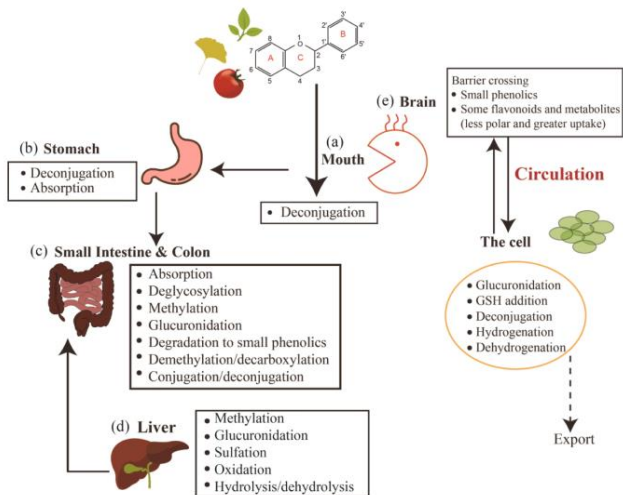 3'
2'
4'
B
8
O
1
1'
5'
7
2
6'
A
C
6
3
5
4
(e) Brain
Barrier crossing
• Small phenolics
• Some flavonoids and metabolites
(less polar and greater uptake)
(a)
Mouth
(b) Stomach
• Deconjugation
• Absorption
• Deconjugation
Circulation
The cell
(c) Small Intestine & Colon
• Absorption
• Deglycosylation
• Methylation
• Glucuronidation
• Degradation to small phenolics
• Demethylation/decarboxylation
• Conjugation/deconjugation
• Glucuronidation
• GSH addition
• Deconjugation
• Hydrogenation
• Dehydrogenation
Export
(d) Liver
• Methylation
• Glucuronidation
• Sulfation
• Oxidation
• Hydrolysis/dehydrolysis